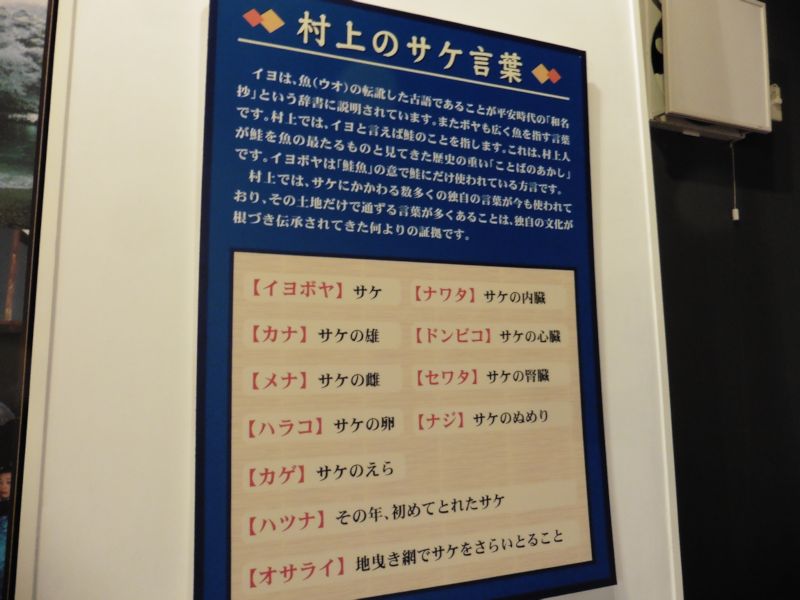 村上のサケ言葉
イヨは、魚(ウオ)の転訛した古語であることが平安時代の「和名
抄」という辞書に説明されています。またボヤも広く魚を指す言葉
です。村上では、イヨと言えば鮭のことを指します。これは、村上人
が鮭を魚の最たるものと見てきた歴史の重い「ことばのあかし」
です。イヨボヤは「鮭魚」の意で鮭にだけ使われている方言です。
村上では、サケにかかわる数多くの独自の言葉が今も使われて
おり、その土地だけで通ずる言葉が多くあることは、独自の文化が
根づき伝承されてきた何よりの証拠です。
【イヨボヤ】サケ
【カナ】サケの雄
【メナ】サケの雌
【ハラコ】サケの卵
【カゲ】サケのえら
【ハツナ】その年、初めてとれたサケ
【オサライ】地曳き網でサケをさらいとること
【ナワタ】サケの内臓
【ドンビコ】サケの心臓
【セワタ】サケの腎臓
【ナジ】サケのぬめり